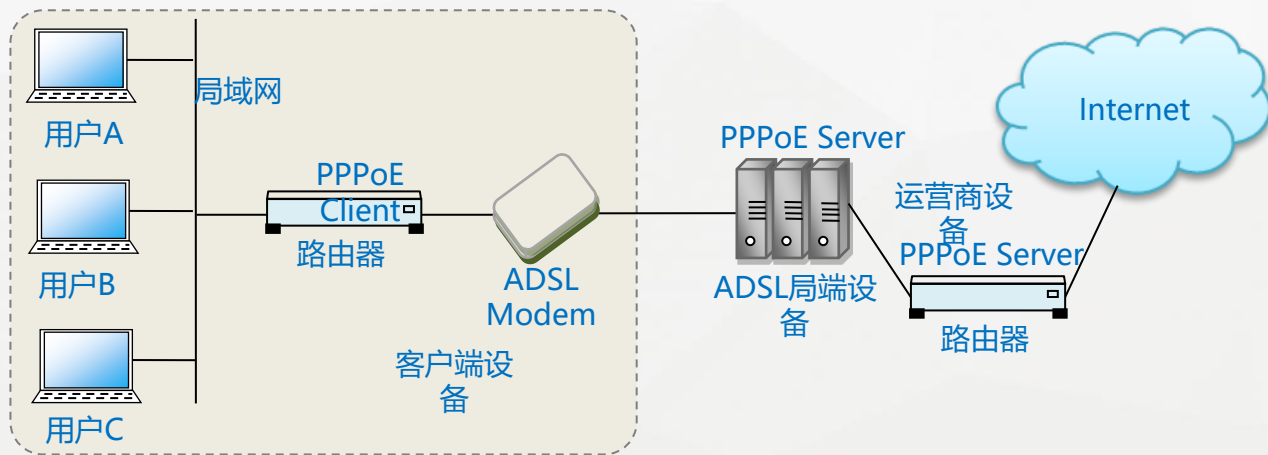 用户A
局域网
用户B
用户C
PPPoE
Client
路由器
ADSL
Modem
客户端设
备
PPPoE Server
ADSL局端设
备
运营商设
备
PPPoE Server
路由器
Internet